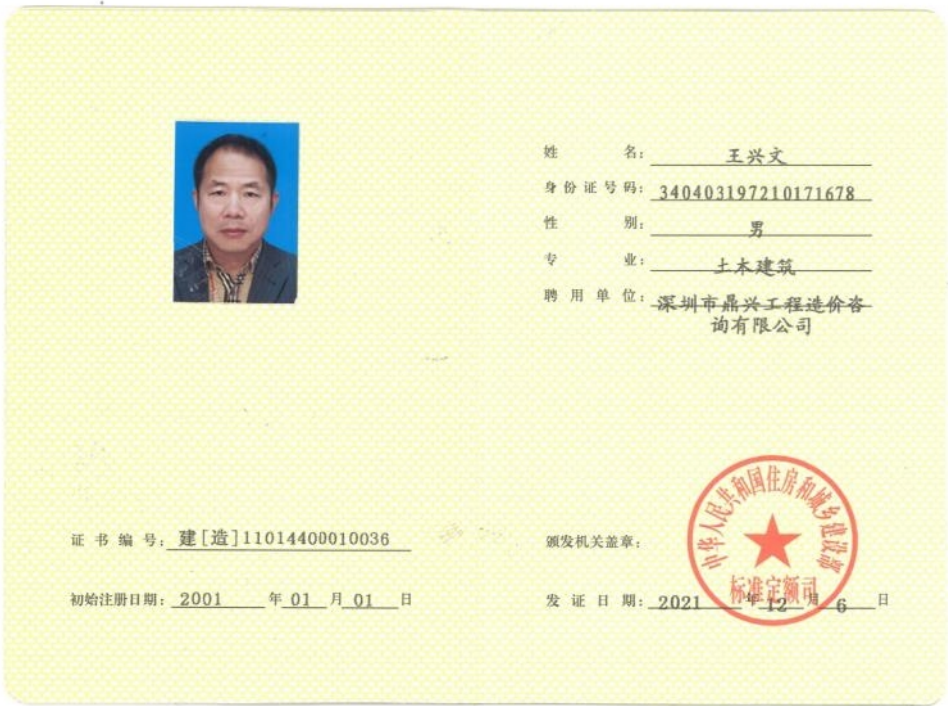 姓 名： 王兴文
身份证号码： 340403197210171678
性 别： 男
专 业： 土木建筑
聘用单位： 深圳市鼎兴工程造价咨
询有限公司
证书编号： 建[造]11014400010036
初始注册日期： 2001 年 01 月 01 日
颁发机关盖章：
中华人民共和国住房和城乡建设部
标准定额司
发证日期： 2021 年 12 月 6 日